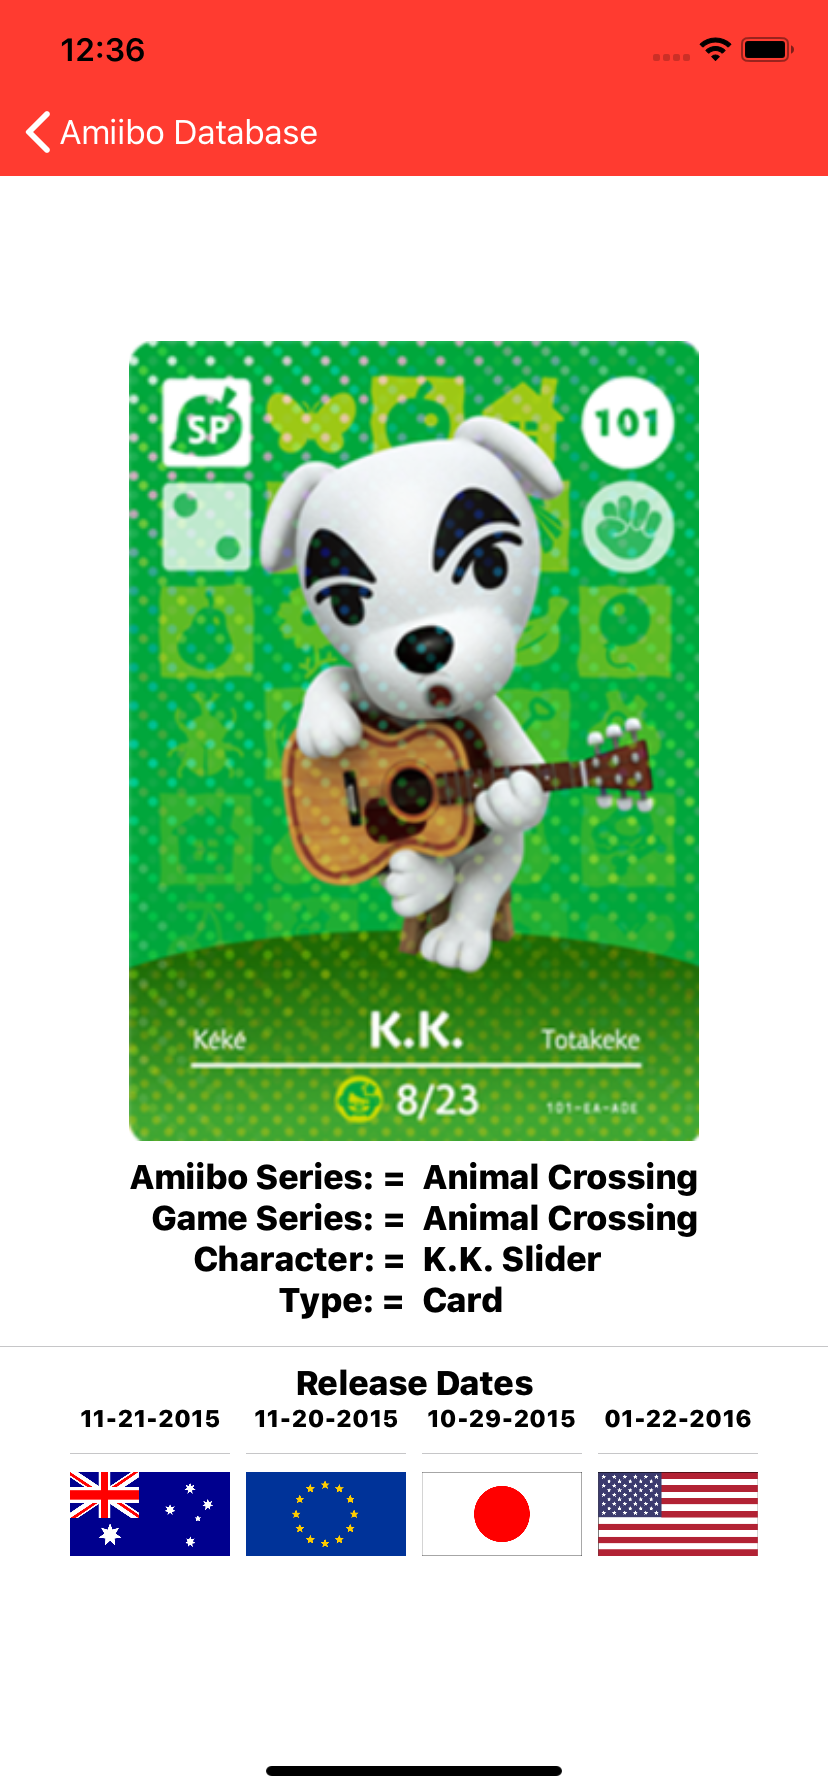 12:36
Amiibo Database
SP
101
Kéké K.K. Totakeke
8/23 101-EA-ADE
Amiibo Series: = Animal Crossing
Game Series: = Animal Crossing
Character: = K.K. Slider
Type: = Card
Release Dates
11-21-2015 11-20-2015 10-29-2015 01-22-2016